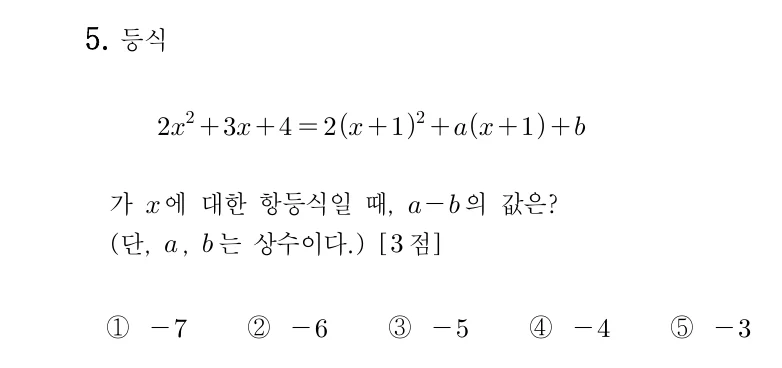 5. 등식
2x²+3x+4=2(x+1)²+a(x+1)+b
가 x에 대한 항등식일 때, a-b의 값은?
(단, a, b는 상수이다.) [3점]
① -7 ② -6 ③ -5 ④ -4 ⑤ -3